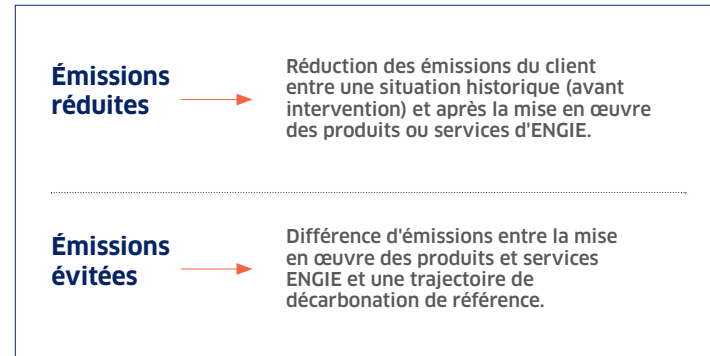 Émissions
réduites
Réduction des émissions du client
entre une situation historique (avant
intervention) et après la mise en œuvre
des produits ou services d'ENGIE.
Émissions
évitées
Différence d'émissions entre la mise
en œuvre des produits et services
ENGIE et une trajectoire de
décarbonation de référence.